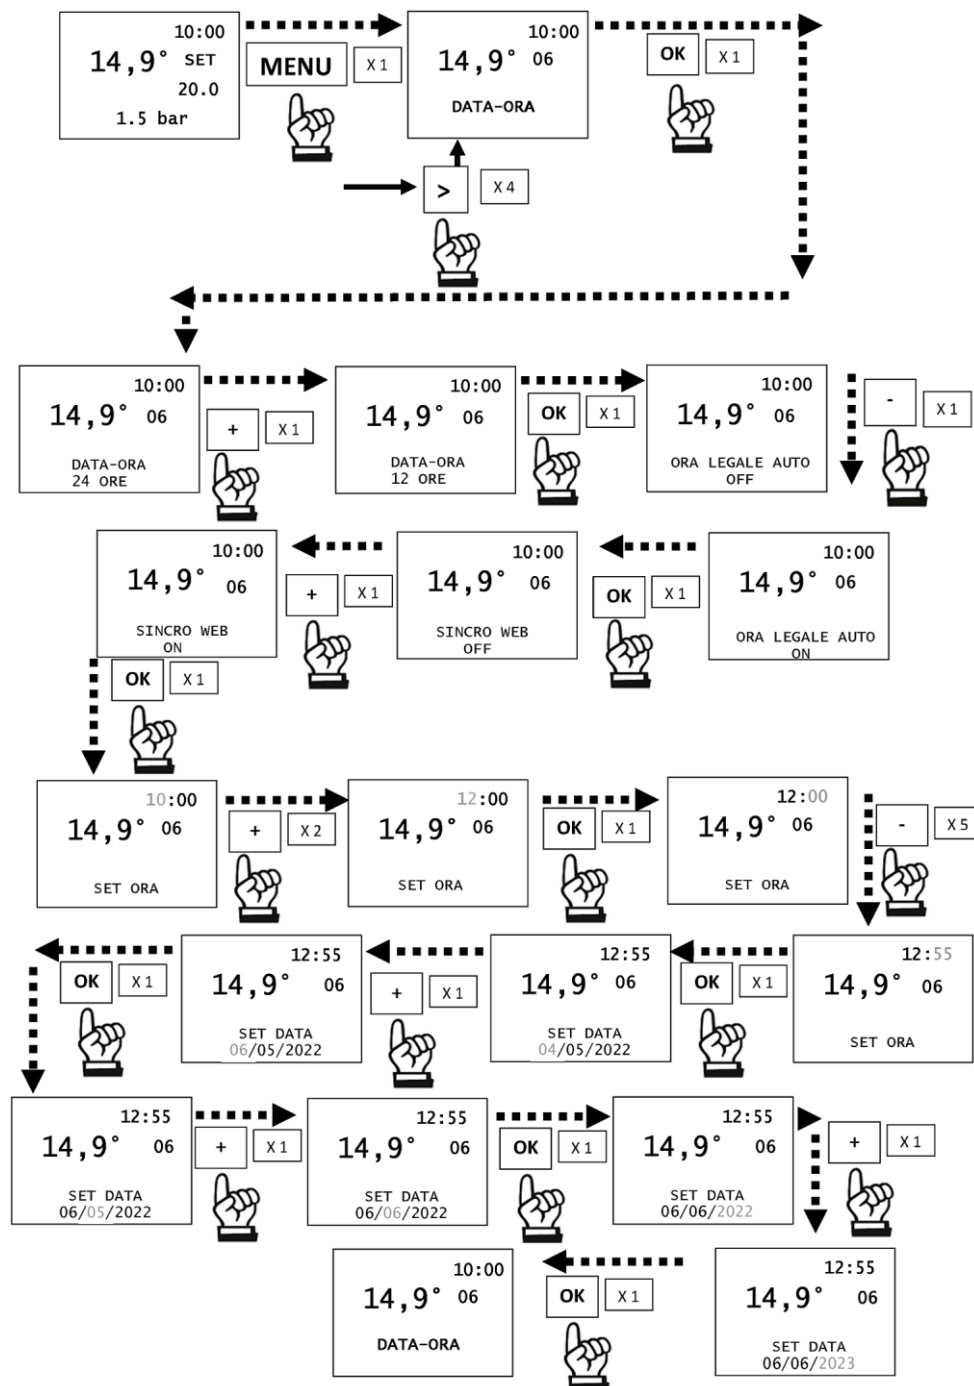 10:00
14,9° SET
20.0
1.5 bar
MENU X 1
10:00
14,9° 06
DATA-ORA
OK X 1
> X 4
10:00
14,9° 06
DATA-ORA
24 ORE
+ X 1
10:00
14,9° 06
DATA-ORA
12 ORE
OK X 1
10:00
14,9° 06
ORA LEGALE AUTO
OFF
- X 1
10:00
14,9° 06
ORA LEGALE AUTO
ON
OK X 1
10:00
14,9° 06
SINCRO WEB
OFF
+ X 1
10:00
14,9° 06
SINCRO WEB
ON
OK X 1
10:00
14,9° 06
SET ORA
+ X 2
12:00
14,9° 06
SET ORA
OK X 1
12:00
14,9° 06
SET ORA
- X 5
12:55
14,9° 06
SET ORA
OK X 1
12:55
14,9° 06
SET DATA
04/05/2022
+ X 1
12:55
14,9° 06
SET DATA
06/05/2022
OK X 1
12:55
14,9° 06
SET DATA
06/05/2022
+ X 1
12:55
14,9° 06
SET DATA
06/06/2022
OK X 1
12:55
14,9° 06
SET DATA
06/06/2022
+ X 1
12:55
14,9° 06
SET DATA
06/06/2023
OK X 1
10:00
14,9° 06
DATA-ORA